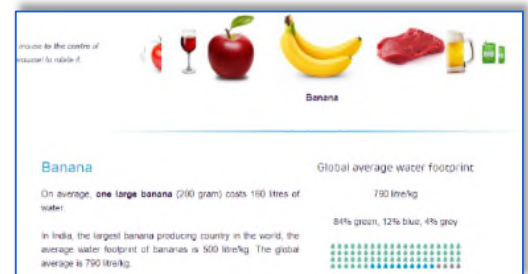 mouse to the centre of
carousel to rotate it.
Banana
Banana
On average, one large banana (200 gram) costs 160 litres of
water.
In India, the largest banana producing country in the world, the
average water footprint of bananas is 500 litre/kg. The global
average is 790 litre/kg.
Global average water footprint
790 litre/kg
84% green, 12% blue, 4% grey